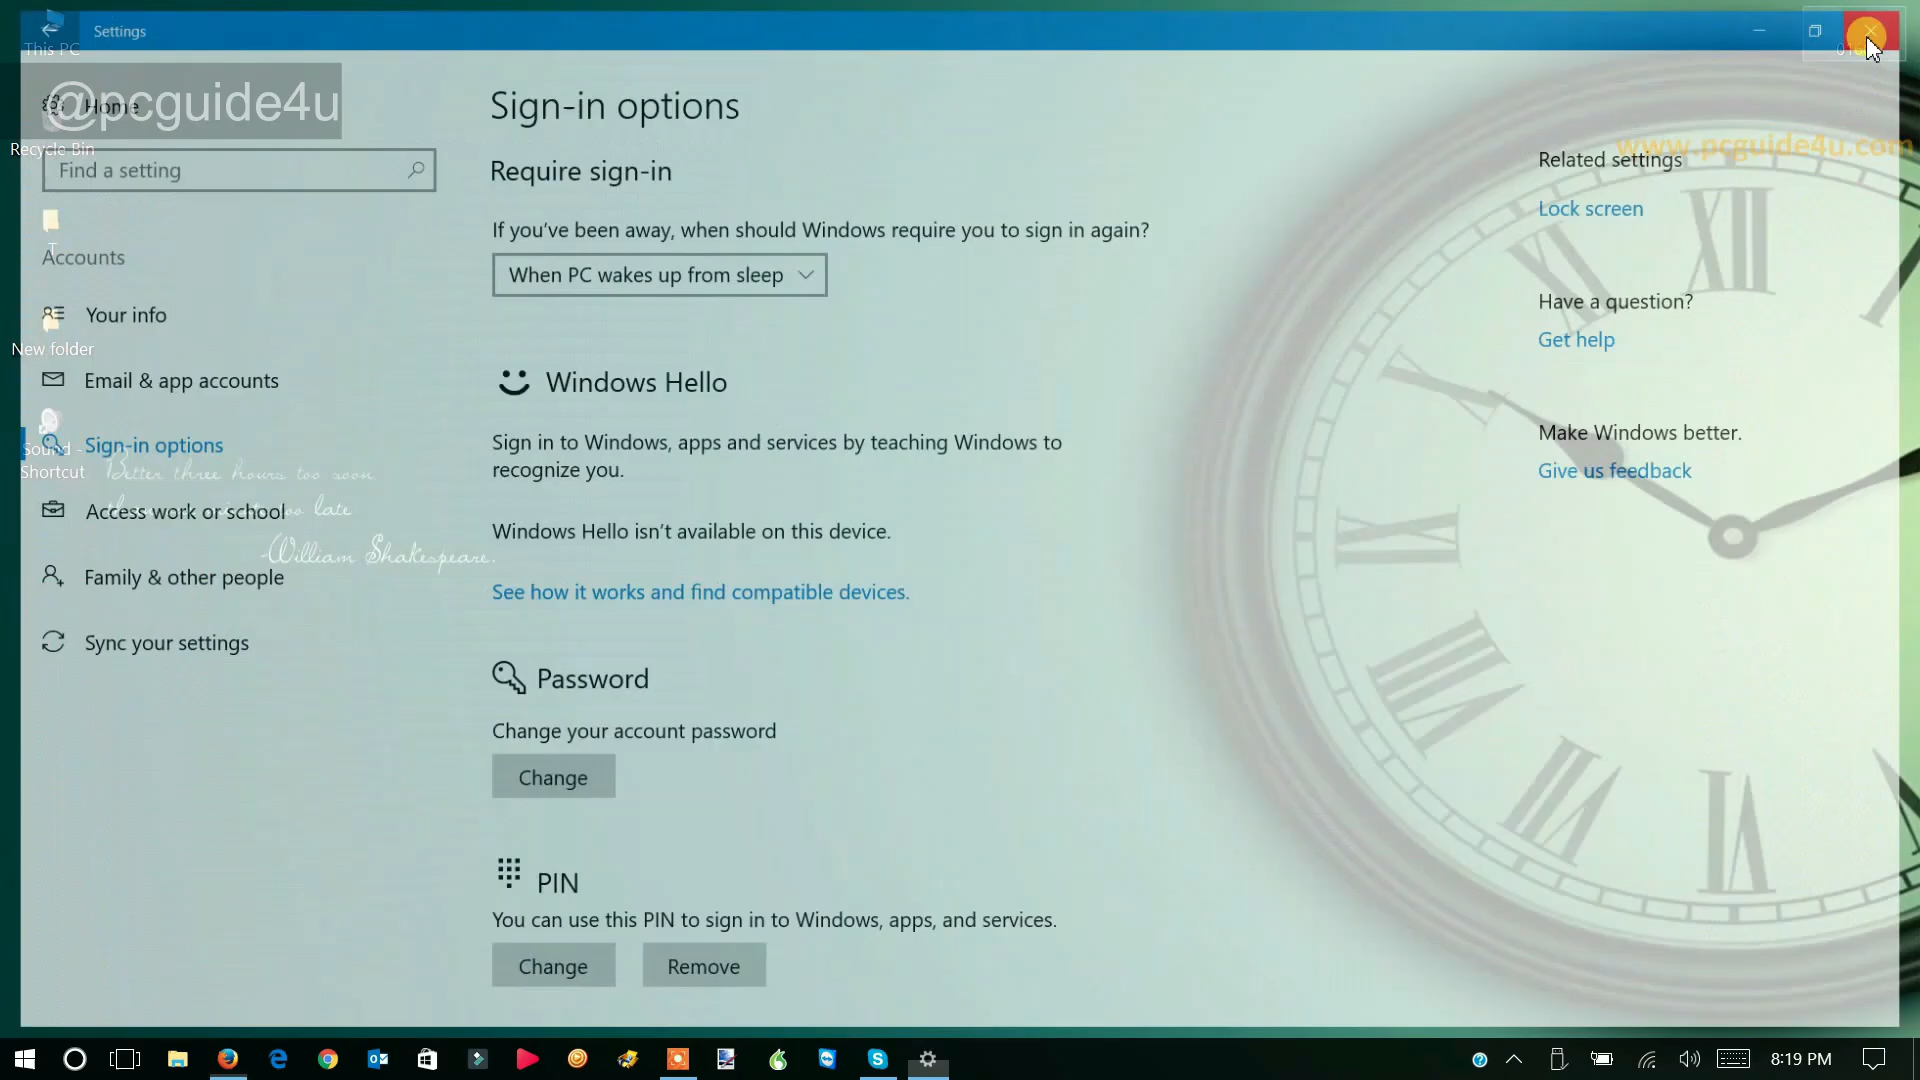 Settings
This PC
@pcguide4u
Home
Recycle Bin
Find a setting
Accounts
Your info
New folder
Email & app accounts
Sign-in options
Sound -
Shortcut
Better three hours too soon
late
Access work or school
-William Shakespeare.
Family & other people
Sync your settings
Sign-in options
Require sign-in
If you've been away, when should Windows require you to sign in again?
When PC wakes up from sleep
Windows Hello
Sign in to Windows, apps and services by teaching Windows to
recognize you.
Windows Hello isn't available on this device.
See how it works and find compatible devices.
Password
Change your account password
Change
PIN
You can use this PIN to sign in to Windows, apps, and services.
Change Remove
www.pcguide4u.com
Related settings
Lock screen
Have a question?
Get help
Make Windows better.
Give us feedback
XII
8:19 PM